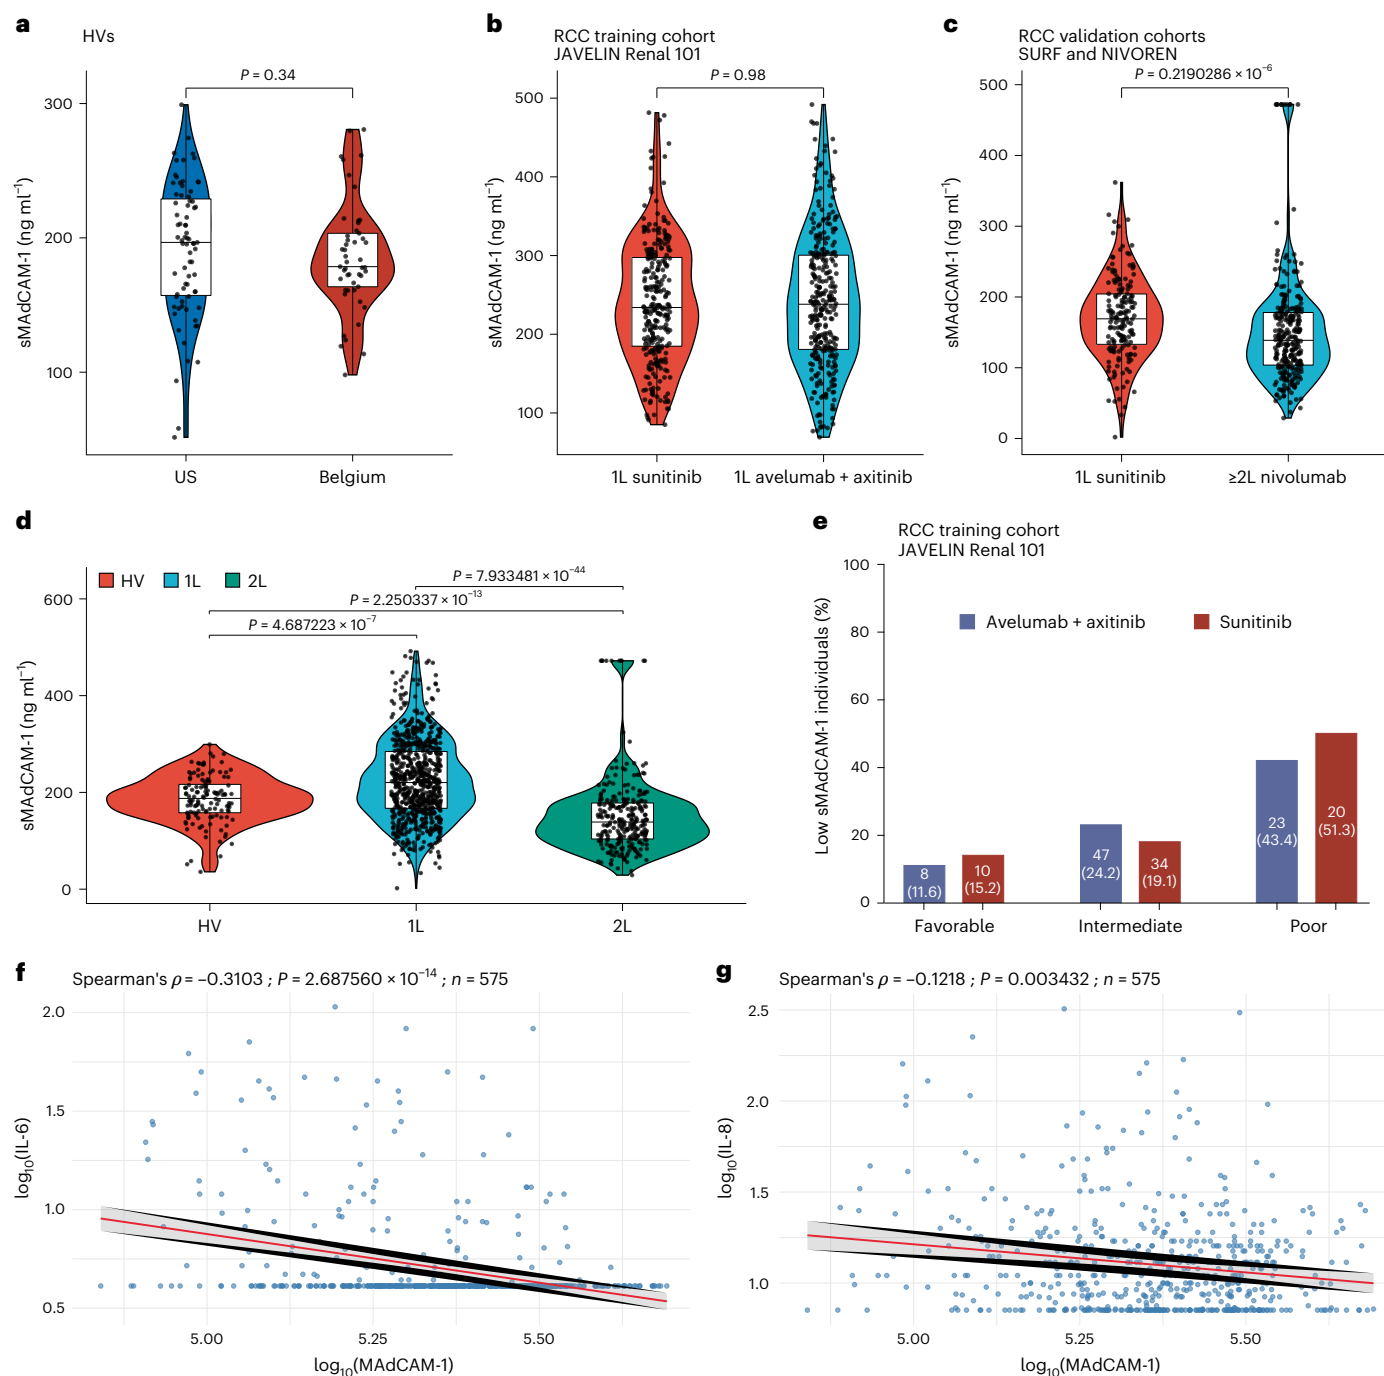 a
HVs
P = 0.34
300
200
100
sMAdCAM-1 (ng ml⁻¹)
US
Belgium
b
RCC training cohort
JAVELIN Renal 101
P = 0.98
500
400
300
200
100
sMAdCAM-1 (ng ml⁻¹)
1L sunitinib
1L avelumab + axitinib
c
RCC validation cohorts
SURF and NIVOREN
P = 0.2190286 × 10⁻⁶
500
400
300
200
100
0
sMAdCAM-1 (ng ml⁻¹)
1L sunitinib
≥2L nivolumab
d
HV
1L
2L
P = 7.933481 × 10⁻⁴⁴
P = 2.250337 × 10⁻¹³
P = 4.687223 × 10⁻⁷
600
400
200
0
sMAdCAM-1 (ng ml⁻¹)
HV
1L
2L
e
RCC training cohort
JAVELIN Renal 101
100
80
60
40
20
0
Low sMAdCAM-1 individuals (%)
Avelumab + axitinib
Sunitinib
8
(11.6)
10
(15.2)
47
(24.2)
34
(19.1)
23
(43.4)
20
(51.3)
Favorable
Intermediate
Poor
f
Spearman's ρ = –0.3103 ; P = 2.687560 × 10⁻¹⁴ ; n = 575
2.0
1.5
1.0
0.5
log₁₀(IL-6)
5.00
5.25
5.50
log₁₀(MAdCAM-1)
g
Spearman's ρ = –0.1218 ; P = 0.003432 ; n = 575
2.5
2.0
1.5
1.0
log₁₀(IL-8)
5.00
5.25
5.50
log₁₀(MAdCAM-1)